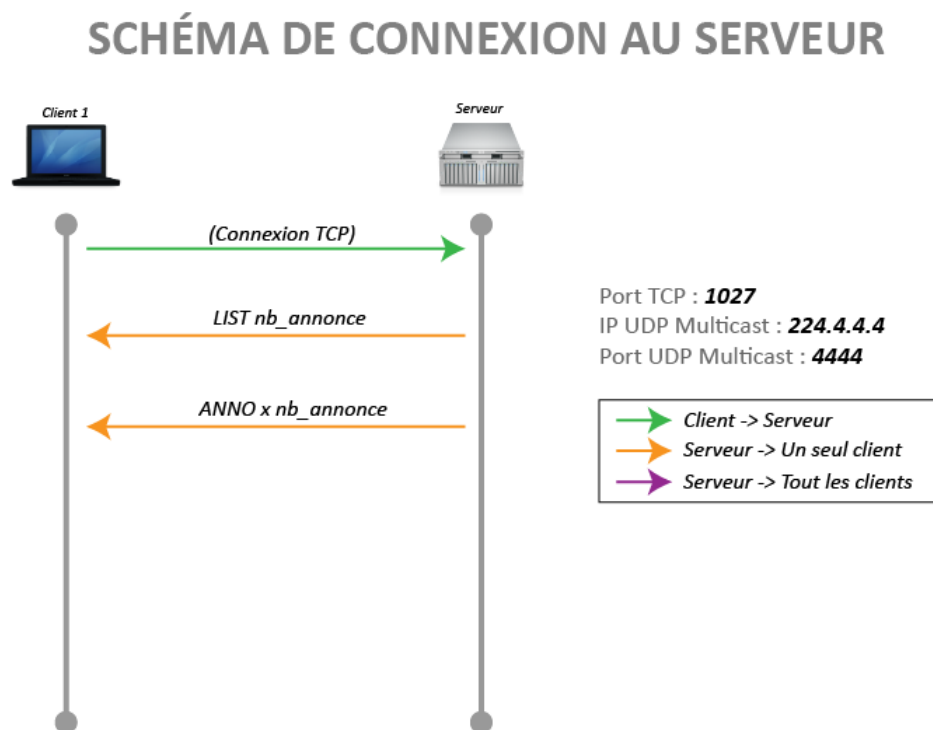 SCHÉMA DE CONNEXION AU SERVEUR
Client 1
Serveur
(Connexion TCP)
LIST nb_annonce
ANNO x nb_annonce
Port TCP : 1027
IP UDP Multicast : 224.4.4.4
Port UDP Multicast : 4444
Client -> Serveur
Serveur -> Un seul client
Serveur -> Tout les clients